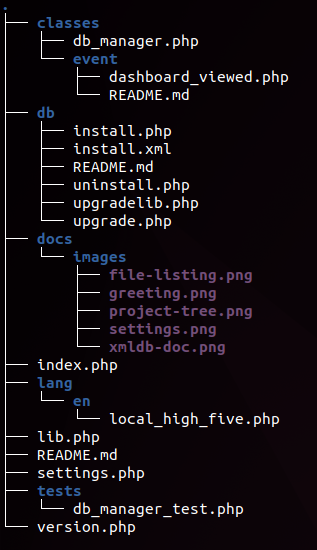 .
├── classes
│   ├── db_manager.php
│   └── event
│       ├── dashboard_viewed.php
│       └── README.md
├── db
│   ├── install.php
│   ├── install.xml
│   ├── README.md
│   ├── uninstall.php
│   ├── upgradelib.php
│   └── upgrade.php
├── docs
│   └── images
│       ├── file-listing.png
│       ├── greeting.png
│       ├── project-tree.png
│       ├── settings.png
│       └── xmldb-doc.png
├── index.php
├── lang
│   └── en
│       └── local_high_five.php
├── lib.php
├── README.md
├── settings.php
├── tests
│   └── db_manager_test.php
└── version.php